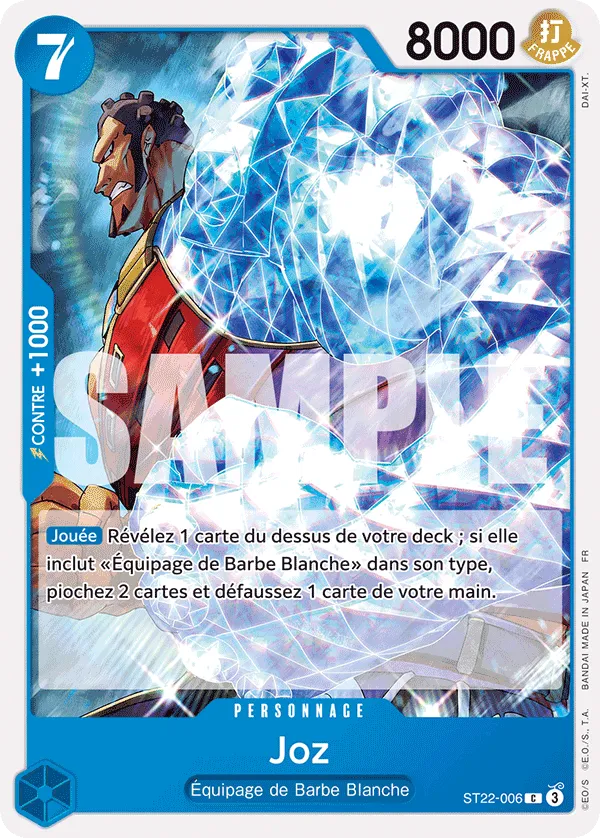 7
8000
打
FRAPPE
DAI-XT.
CONTRE +1000
SAMPLE
Jouée Révélez 1 carte du dessus de votre deck ; si elle
inclut «Équipage de Barbe Blanche» dans son type,
piochez 2 cartes et défaussez 1 carte de votre main.
PERSONNAGE
Joz
Équipage de Barbe Blanche
ST22-006 C 3
©E.O./S ©E.O./S., T.A. BANDAI MADE IN JAPAN FR